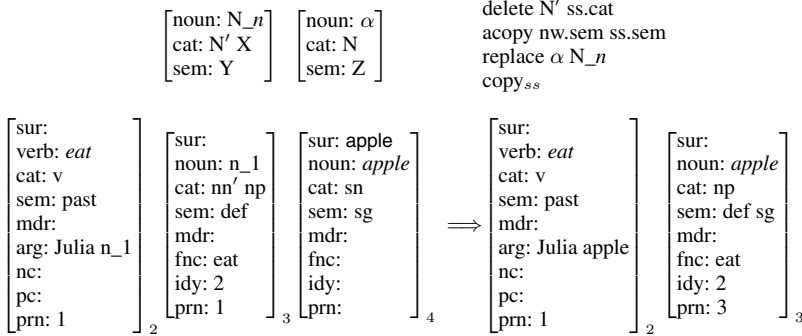 noun: N_n
cat: N′ X
sem: Y
noun: α
cat: N
sem: Z
delete N′ ss.cat
acopy nw.sem ss.sem
replace α N_n
copyss
sur:
verb: eat
cat: v
sem: past
mdr:
arg: Julia n_1
nc:
pc:
prn: 1
2
sur:
noun: n_1
cat: nn′ np
sem: def
mdr:
fnc: eat
idy: 2
prn: 1
3
sur: apple
noun: apple
cat: sn
sem: sg
mdr:
fnc:
idy:
prn:
4
⟹
sur:
verb: eat
cat: v
sem: past
mdr:
arg: Julia apple
nc:
pc:
prn: 1
2
sur:
noun: apple
cat: np
sem: def sg
mdr:
fnc: eat
idy: 2
prn: 3
3